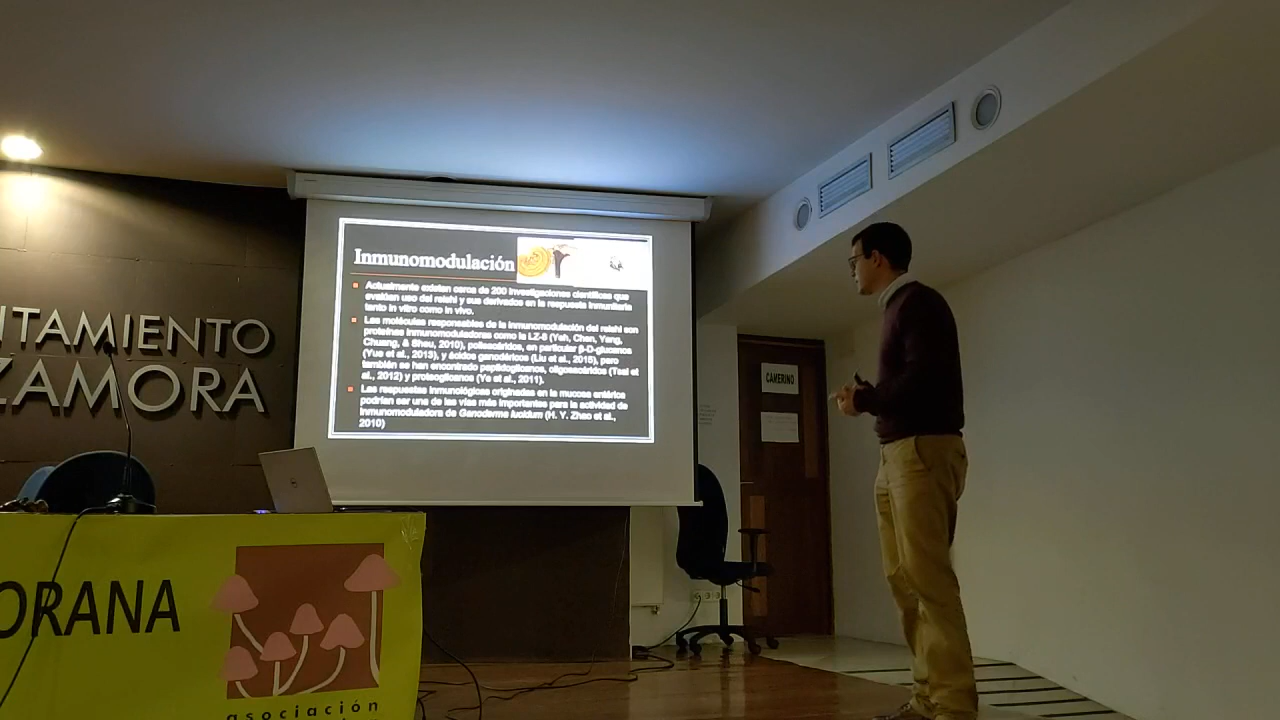 NTAMIENTO
ZAMORA
Inmunomodulación
Actualmente existen cerca de 200 investigaciones científicas que
evalúan uso del reishi y sus derivados en la respuesta inmunitaria
tanto in vitro como in vivo.
Las moléculas responsables de la inmunomodulación del reishi son
proteínas inmunomoduladoras como la LZ-8 (Yeh, Chen, Yang,
Chuang, & Sheu, 2010), polisacáridos, en particular β-D-glucanos
(Yue et al., 2013), y ácidos ganodéricos (Liu et al., 2015), pero
también se han encontrado peptidoglicanos, oligosacáridos (Tsai et
al., 2012) y proteoglicanos (Ye et al., 2011).
Las respuestas inmunológicas originadas en la mucosa entérica
podrían ser una de las vías más importantes para la actividad de
inmunomoduladora de Ganoderma lucidum (H. Y. Zhao et al.,
2010)
CAMERINO
ORANA
asociación